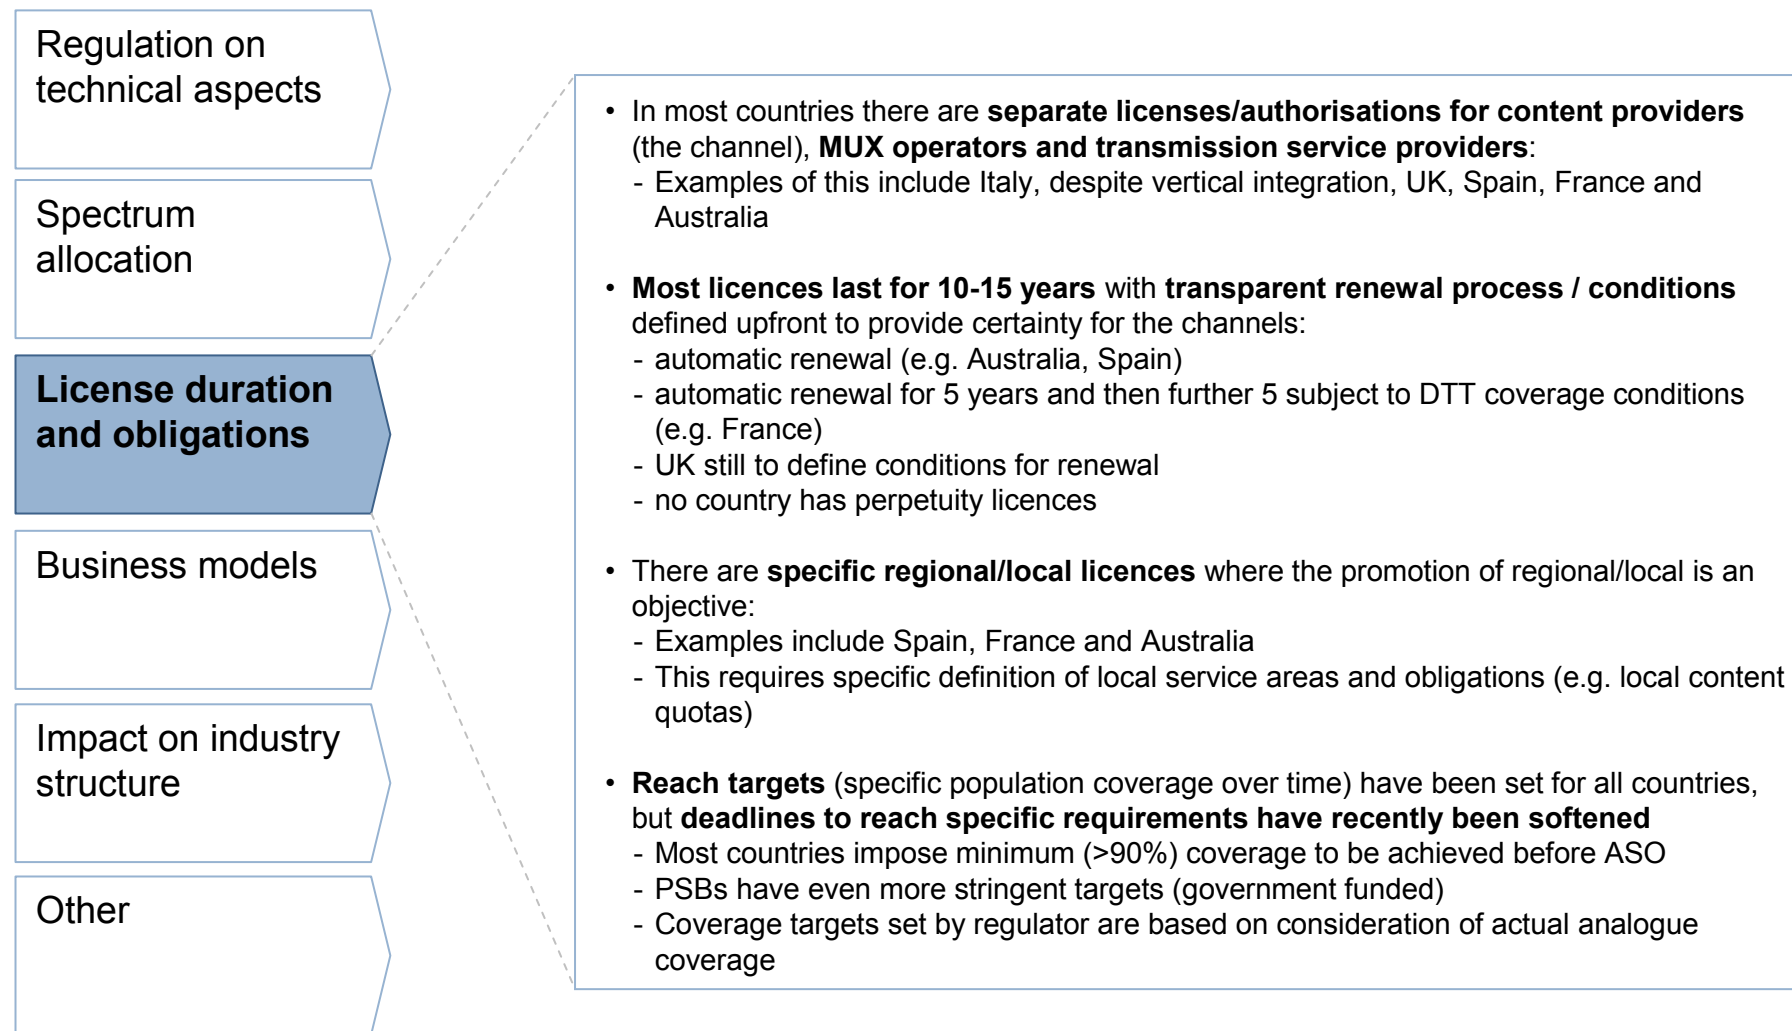 Regulation on
technical aspects
Spectrum
allocation
License duration
and obligations
Business models
Impact on industry
structure
Other
• In most countries there are separate licenses/authorisations for content providers
(the channel), MUX operators and transmission service providers:
- Examples of this include Italy, despite vertical integration, UK, Spain, France and
Australia
• Most licences last for 10-15 years with transparent renewal process / conditions
defined upfront to provide certainty for the channels:
- automatic renewal (e.g. Australia, Spain)
- automatic renewal for 5 years and then further 5 subject to DTT coverage conditions
(e.g. France)
- UK still to define conditions for renewal
- no country has perpetuity licences
• There are specific regional/local licences where the promotion of regional/local is an
objective:
- Examples include Spain, France and Australia
- This requires specific definition of local service areas and obligations (e.g. local content
quotas)
• Reach targets (specific population coverage over time) have been set for all countries,
but deadlines to reach specific requirements have recently been softened
- Most countries impose minimum (>90%) coverage to be achieved before ASO
- PSBs have even more stringent targets (government funded)
- Coverage targets set by regulator are based on consideration of actual analogue
coverage